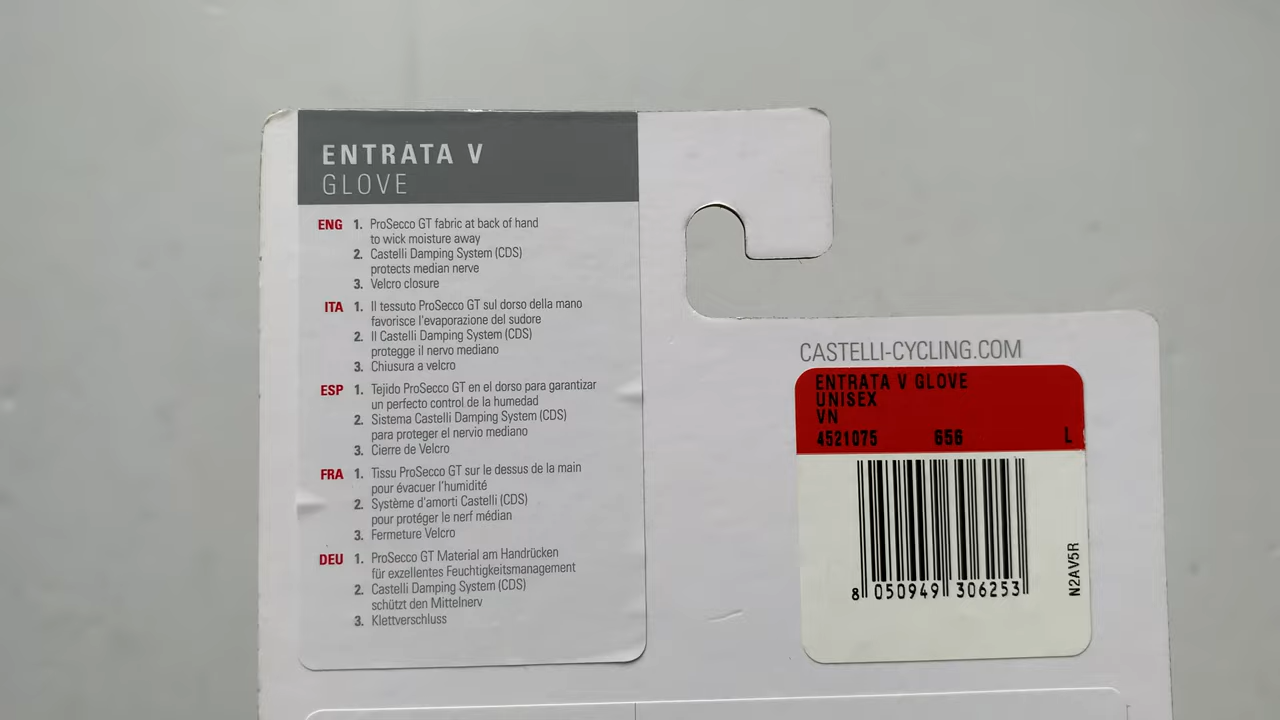 ENTRATA V
GLOVE
ENG 1. ProSecco GT fabric at back of hand
to wick moisture away
2. Castelli Damping System (CDS)
protects median nerve
3. Velcro closure
ITA 1. Il tessuto ProSecco GT sul dorso della mano
favorisce l'evaporazione del sudore
2. Il Castelli Damping System (CDS)
protegge il nervo mediano
3. Chiusura a velcro
ESP 1. Tejido ProSecco GT en el dorso para garantizar
un perfecto control de la humedad
2. Sistema Castelli Damping System (CDS)
para proteger el nervio mediano
3. Cierre de Velcro
FRA 1. Tissu ProSecco GT sur le dessus de la main
pour évacuer l'humidité
2. Système d'amorti Castelli (CDS)
pour protéger le nerf médian
3. Fermeture Velcro
DEU 1. ProSecco GT Material am Handrücken
für exzellentes Feuchtigkeitsmanagement
2. Castelli Damping System (CDS)
schützt den Mittelnerv
3. Klettverschluss
CASTELLI-CYCLING.COM
ENTRATA V GLOVE
UNISEX
VN
4521075 656 L
8 050949 306253
N2AV5R